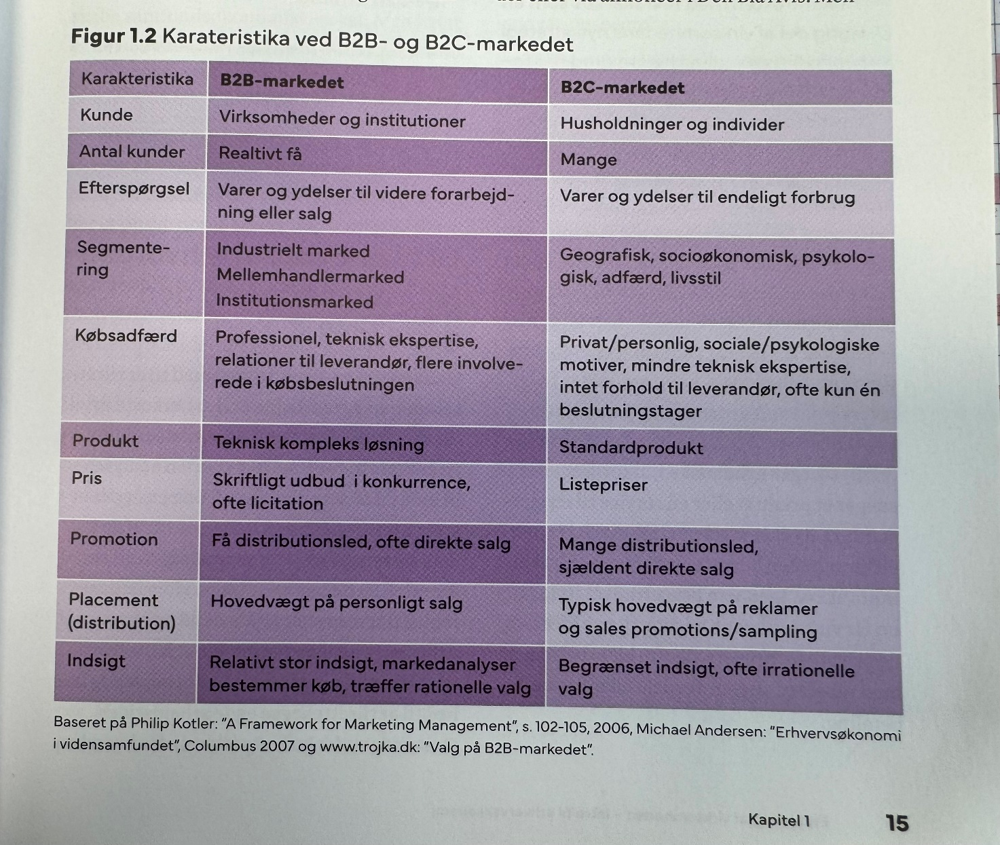 Figur 1.2 Karateristika ved B2B- og B2C-markedet
Karakteristika B2B-markedet B2C-markedet
Kunde Virksomheder og institutioner Husholdninger og individer
Antal kunder Realtivt få Mange
Efterspørgsel Varer og ydelser til videre forarbejd- Varer og ydelser til endeligt forbrug
ning eller salg
Segmente- Industrielt marked Geografisk, socioøkonomisk, psykolo-
ring Mellemhandlermarked gisk, adfærd, livsstil
Institutionsmarked
Købsadfærd Professionel, teknisk ekspertise, Privat/personlig, sociale/psykologiske
relationer til leverandør, flere involve- motiver, mindre teknisk ekspertise,
rede i købsbeslutningen intet forhold til leverandør, ofte kun én
beslutningstager
Produkt Teknisk kompleks løsning Standardprodukt
Pris Skriftligt udbud i konkurrence, Listepriser
ofte licitation
Promotion Få distributionsled, ofte direkte salg Mange distributionsled,
sjældent direkte salg
Placement Hovedvægt på personligt salg Typisk hovedvægt på reklamer
(distribution) og sales promotions/sampling
Indsigt Relativt stor indsigt, markedanalyser Begrænset indsigt, ofte irrationelle
bestemmer køb, træffer rationelle valg valg
Baseret på Philip Kotler: "A Framework for Marketing Management", s. 102-105, 2006, Michael Andersen: "Erhvervsøkonomi
i vidensamfundet", Columbus 2007 og www.trojka.dk: "Valg på B2B-markedet".
Kapitel 1 15